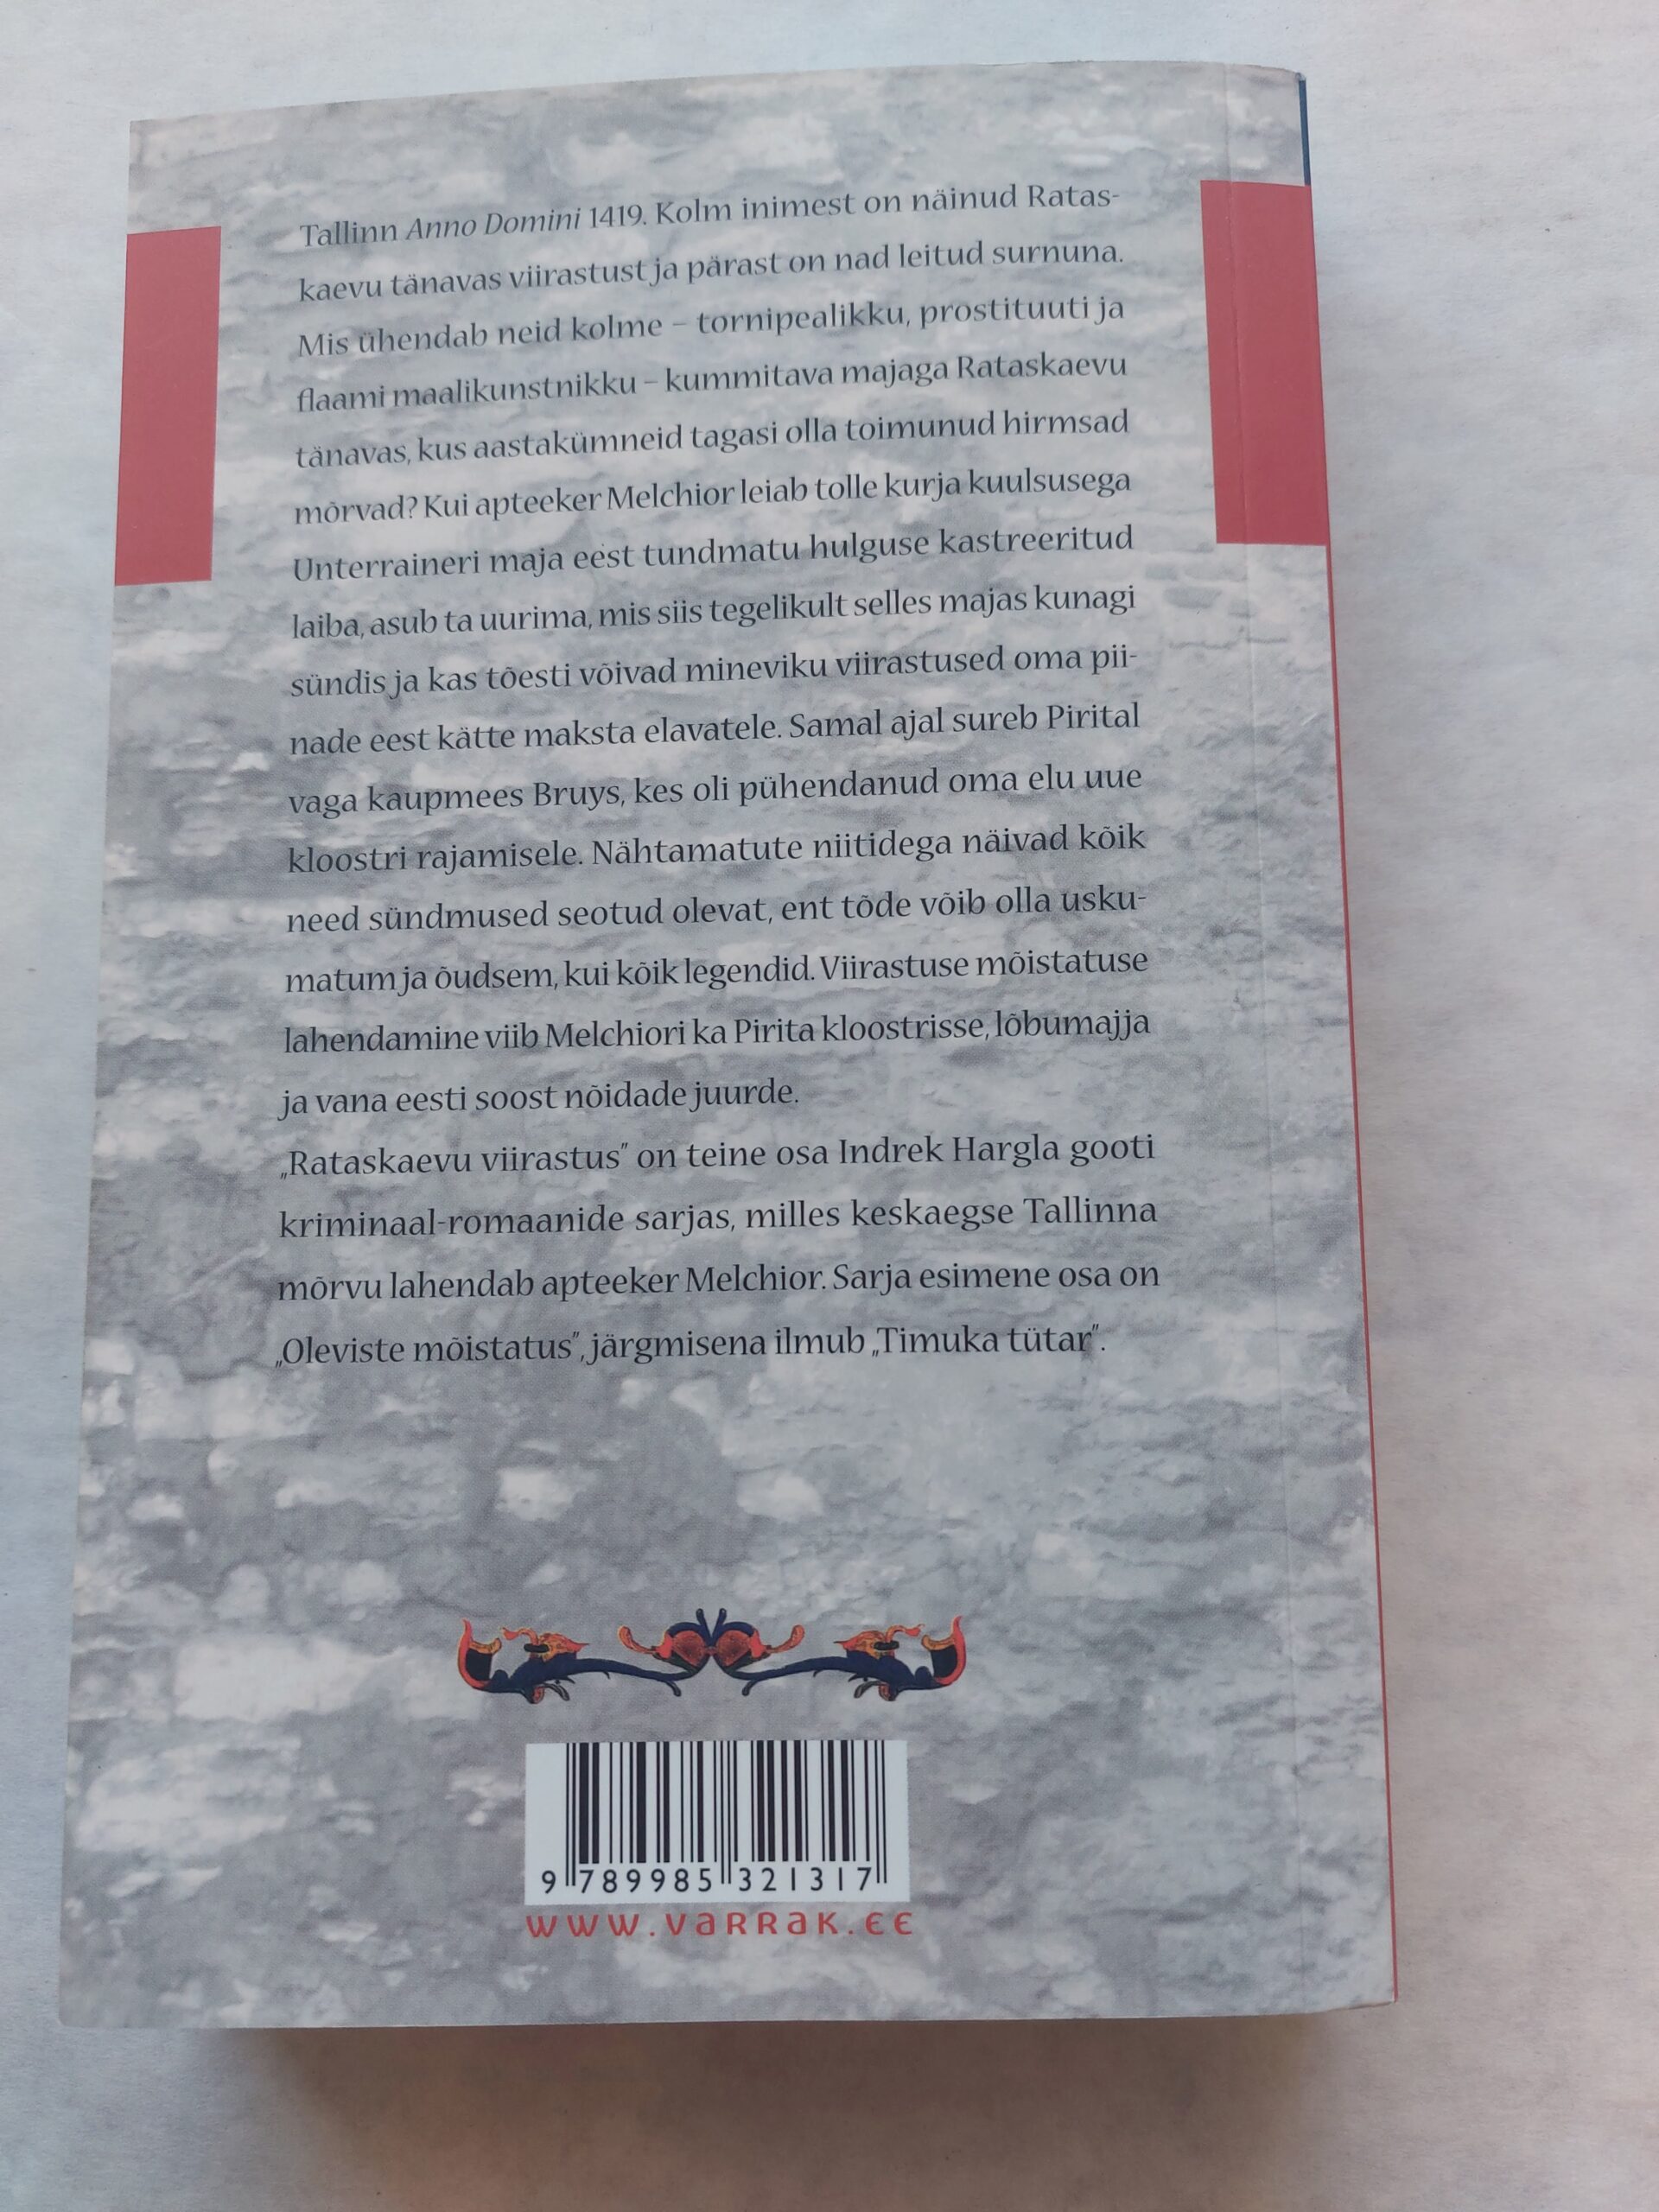 Tallinn Anno Domini 1419. Kolm inimest on näinud Ratas-
kaevu tänavas viirastust ja pärast on nad leitud surnuna.
Mis ühendab neid kolme – tornipealikku, prostituuti ja
flaami maalikunstnikku – kummitava majaga Rataskaevu
tänavas, kus aastakümneid tagasi olla toimunud hirmsad
mõrvad? Kui apteeker Melchior leiab tolle kurja kuulsusega
Unterraineri maja eest tundmatu hulguse kastreeritud
laiba, asub ta uurima, mis siis tegelikult selles majas kunagi
sündis ja kas tõesti võivad mineviku viirastused oma pii-
nade eest kätte maksta elavatele. Samal ajal sureb Pirital
vaga kaupmees Bruys, kes oli pühendanud oma elu uue
kloostri rajamisele. Nähtamatute niitidega näivad kõik
need sündmused seotud olevat, ent tõde võib olla usku-
matum ja õudsem, kui kõik legendid. Viirastuse mõistatuse
lahendamine viib Melchiori ka Pirita kloostrisse, lõbumajja
ja vana eesti soost nõidade juurde.
„Rataskaevu viirastus” on teine osa Indrek Hargla gooti
kriminaal-romaanide sarjas, milles keskaegse Tallinna
mõrvu lahendab apteeker Melchior. Sarja esimene osa on
„Oleviste mõistatus”, järgmisena ilmub „Timuka tütar”.
9 789985 321317
www.varrak.ee